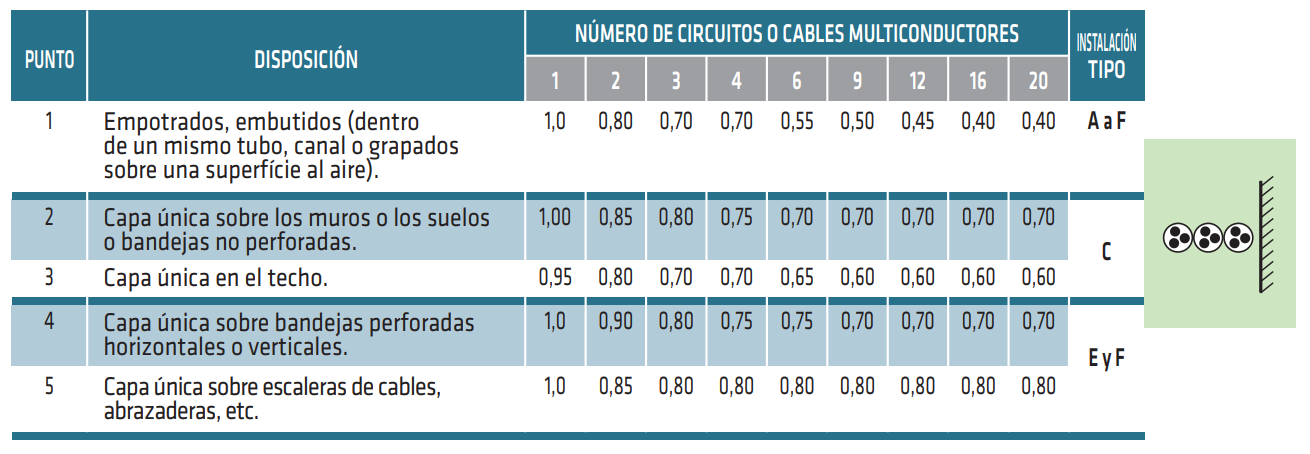 PUNTO DISPOSICIÓN NÚMERO DE CIRCUITOS O CABLES MULTICONDUCTORES INSTALACIÓN TIPO
1 2 3 4 6 9 12 16 20
1 Empotrados, embutidos (dentro 1,0 0,80 0,70 0,70 0,55 0,50 0,45 0,40 0,40 A a F
de un mismo tubo, canal o grapados
sobre una superfície al aire).
2 Capa única sobre los muros o los suelos 1,00 0,85 0,80 0,75 0,70 0,70 0,70 0,70 0,70
o bandejas no perforadas.
C
3 Capa única en el techo. 0,95 0,80 0,70 0,70 0,65 0,60 0,60 0,60 0,60
4 Capa única sobre bandejas perforadas 1,0 0,90 0,80 0,75 0,75 0,70 0,70 0,70 0,70
horizontales o verticales.
E y F
5 Capa única sobre escaleras de cables, 1,0 0,85 0,80 0,80 0,80 0,80 0,80 0,80 0,80
abrazaderas, etc.